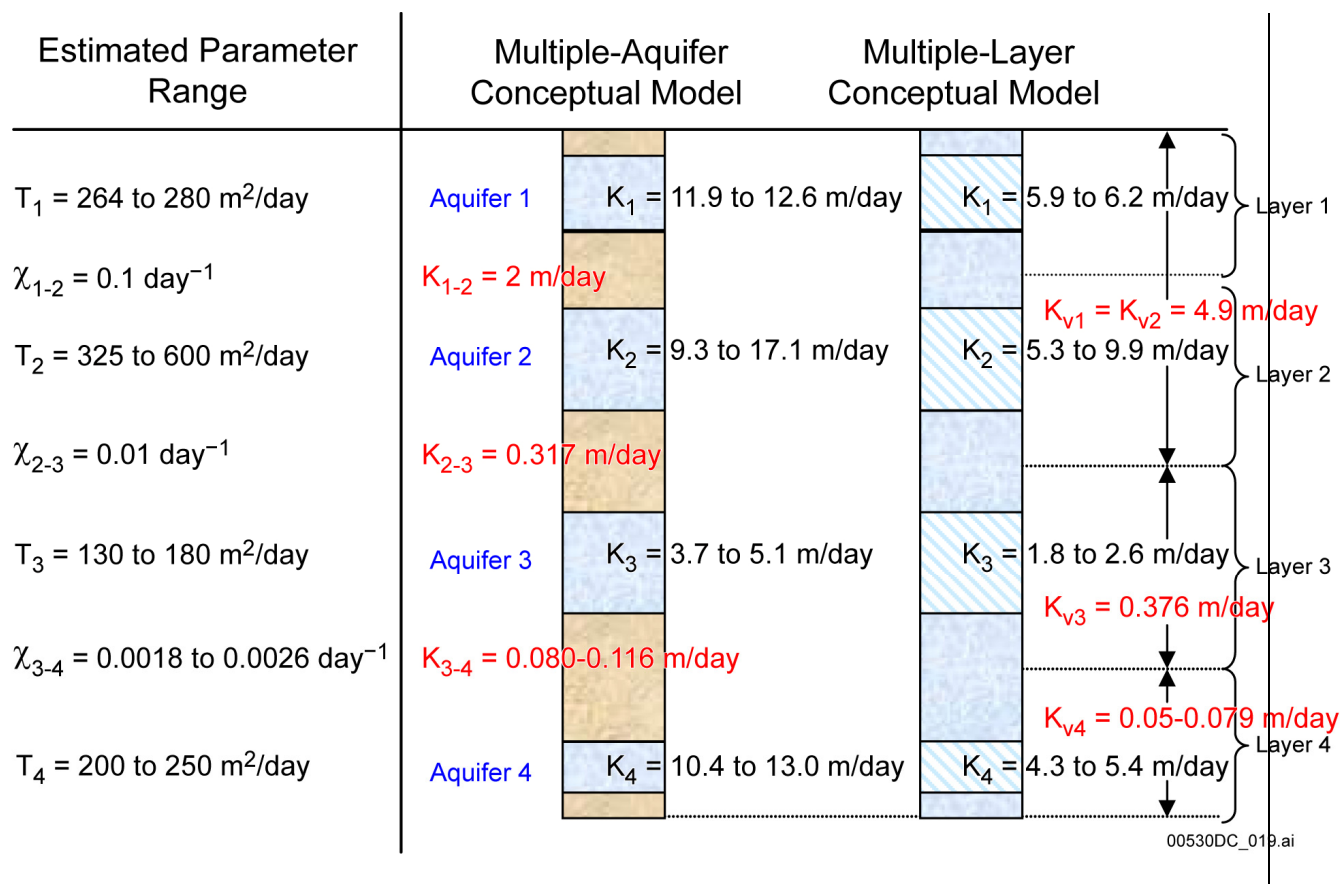 Estimated Parameter
Range
Multiple-Aquifer
Conceptual Model
Multiple-Layer
Conceptual Model
T₁ = 264 to 280 m²/day
Aquifer 1
K₁ = 11.9 to 12.6 m/day
K₁ = 5.9 to 6.2 m/day
Layer 1
χ₁₋₂ = 0.1 day⁻¹
K₁₋₂ = 2 m/day
Kᵥ₁ = Kᵥ₂ = 4.9 m/day
T₂ = 325 to 600 m²/day
Aquifer 2
K₂ = 9.3 to 17.1 m/day
K₂ = 5.3 to 9.9 m/day
Layer 2
χ₂₋₃ = 0.01 day⁻¹
K₂₋₃ = 0.317 m/day
T₃ = 130 to 180 m²/day
Aquifer 3
K₃ = 3.7 to 5.1 m/day
K₃ = 1.8 to 2.6 m/day
Layer 3
Kᵥ₃ = 0.376 m/day
χ₃₋₄ = 0.0018 to 0.0026 day⁻¹
K₃₋₄ = 0.080-0.116 m/day
Kᵥ₄ = 0.05-0.079 m/day
Layer 4
T₄ = 200 to 250 m²/day
Aquifer 4
K₄ = 10.4 to 13.0 m/day
K₄ = 4.3 to 5.4 m/day
00530DC_019.ai